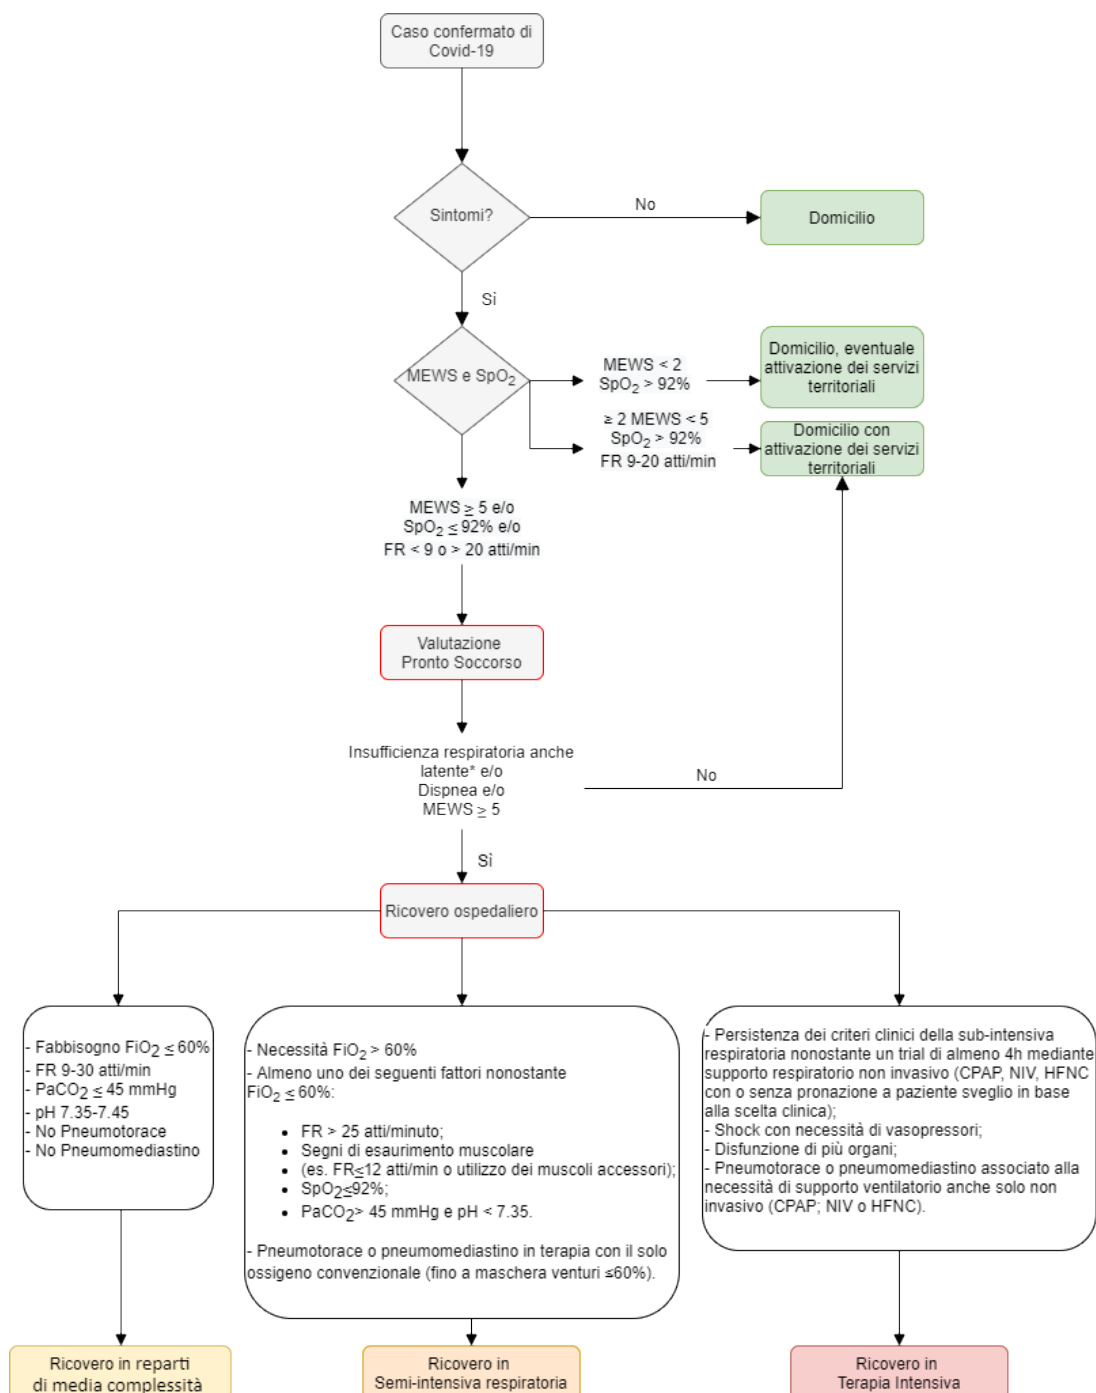 Caso confermato di
Covid-19
Sintomi?
No
Domicilio
Sì
MEWS e SpO2
MEWS < 2
SpO2 > 92%
Domicilio, eventuale
attivazione dei servizi
territoriali
≥ 2 MEWS < 5
SpO2 > 92%
FR 9-20 atti/min
Domicilio con
attivazione dei servizi
territoriali
MEWS ≥ 5 e/o
SpO2 ≤ 92% e/o
FR < 9 o > 20 atti/min
Valutazione
Pronto Soccorso
Insufficienza respiratoria anche
latente* e/o
Dispnea e/o
MEWS ≥ 5
No
Sì
Ricovero ospedaliero
- Fabbisogno FiO2 ≤ 60%
- FR 9-30 atti/min
- PaCO2 ≤ 45 mmHg
- pH 7.35-7.45
- No Pneumotorace
- No Pneumomediastino
- Necessità FiO2 > 60%
- Almeno uno dei seguenti fattori nonostante
FiO2 ≤ 60%:
• FR > 25 atti/minuto;
• Segni di esaurimento muscolare
• (es. FR≤12 atti/min o utilizzo dei muscoli accessori);
• SpO2≤92%;
• PaCO2> 45 mmHg e pH < 7.35.
- Pneumotorace o pneumomediastino in terapia con il solo
ossigeno convenzionale (fino a maschera venturi ≤60%).
- Persistenza dei criteri clinici della sub-intensiva
respiratoria nonostante un trial di almeno 4h mediante
supporto respiratorio non invasivo (CPAP, NIV, HFNC
con o senza pronazione a paziente sveglio in base
alla scelta clinica);
- Shock con necessità di vasopressori;
- Disfunzione di più organi;
- Pneumotorace o pneumomediastino associato alla
necessità di supporto ventilatorio anche solo non
invasivo (CPAP; NIV o HFNC).
Ricovero in reparti
di media complessità
Ricovero in
Semi-intensiva respiratoria
Ricovero in
Terapia Intensiva